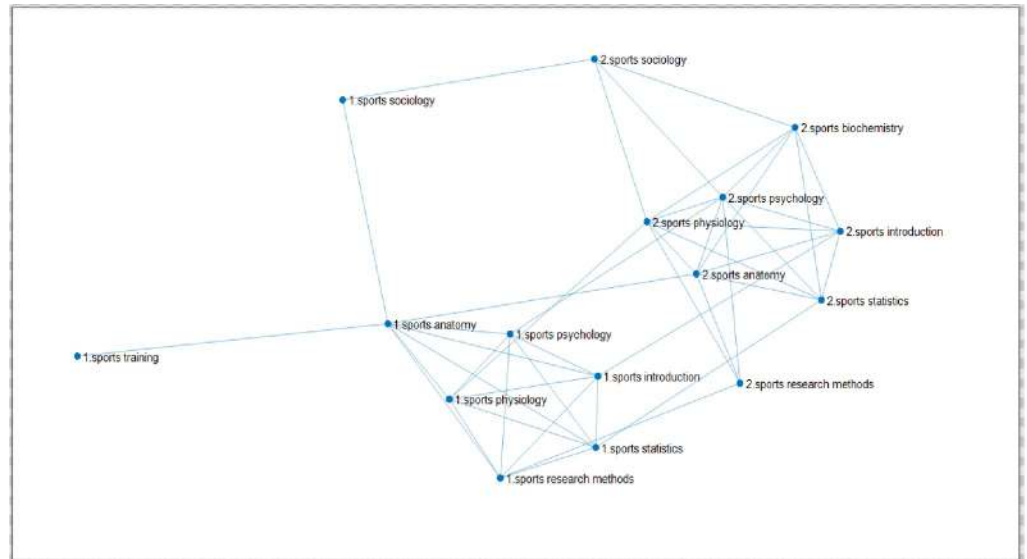 2.sports sociology
1.sports sociology
2.sports biochemistry
2.sports psychology
2.sports physiology
2.sports introduction
2.sports anatomy
2.sports statistics
1.sports anatomy
1.sports psychology
1.sports training
1.sports introduction
2.sports research methods
1.sports physiology
1.sports statistics
1.sports research methods